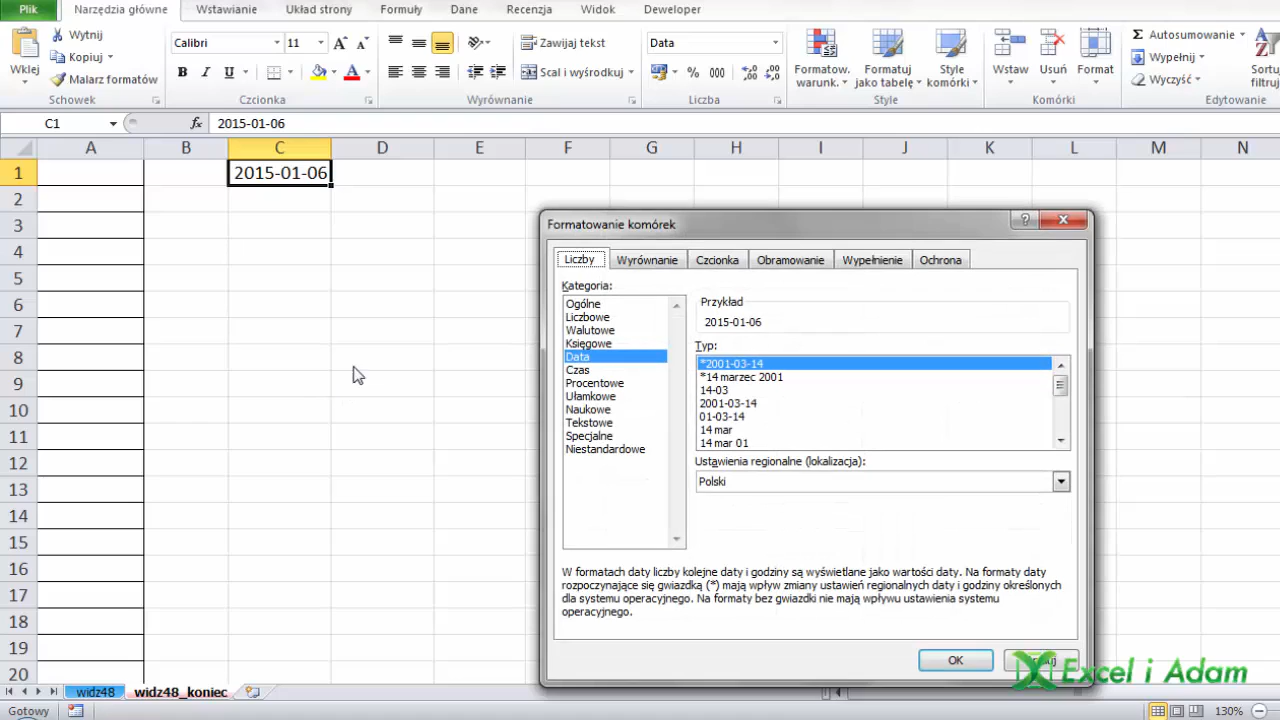 Plik Narzędzia główne Wstawianie Układ strony Formuły Dane Recenzja Widok Deweloper
Wklej
Wytnij
Kopiuj
Malarz formatów
Schowek
Calibri 11
B I U
Czcionka
Zawijaj tekst
Scal i wyśrodkuj
Wyrównanie
Data
% 000
Liczba
Formatow. warunk.
Formatuj jako tabelę
Style komórki
Style
Wstaw Usuń Format
Komórki
Autosumowanie
Wypełnij
Wyczyść
Sortuj
filtruj
Edytowanie
C1 fx 2015-01-06
A B C D E F G H I J K L M N
1 2015-01-06
2
3
4
5
6
7
8
9
10
11
12
13
14
15
16
17
18
19
20
Formatowanie komórek
Liczby Wyrównanie Czcionka Obramowanie Wypełnienie Ochrona
Kategoria:
Ogólne
Liczbowe
Walutowe
Księgowe
Data
Czas
Procentowe
Ułamkowe
Naukowe
Tekstowe
Specjalne
Niestandardowe
Przykład
2015-01-06
Typ:
*2001-03-14
*14 marzec 2001
14-03
2001-03-14
01-03-14
14 mar
14 mar 01
Ustawienia regionalne (lokalizacja):
Polski
W formatach daty liczby kolejne daty i godziny są wyświetlane jako wartości daty. Na formaty daty
rozpoczynające się gwiazdką (*) mają wpływ zmiany ustawień regionalnych daty i godziny określonych
dla systemu operacyjnego. Na formaty bez gwiazdki nie mają wpływu ustawienia systemu
operacyjnego.
OK
Excel i Adam
widz48 widz48_koniec
Gotowy 130%